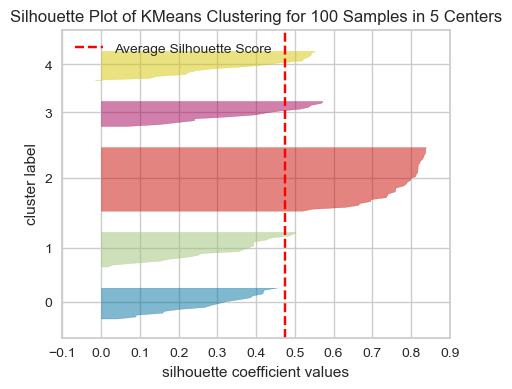 Silhouette Plot of KMeans Clustering for 100 Samples in 5 Centers
Average Silhouette Score
4
3
2
1
0
cluster label
-0.1 0.0 0.1 0.2 0.3 0.4 0.5 0.6 0.7 0.8 0.9
silhouette coefficient values